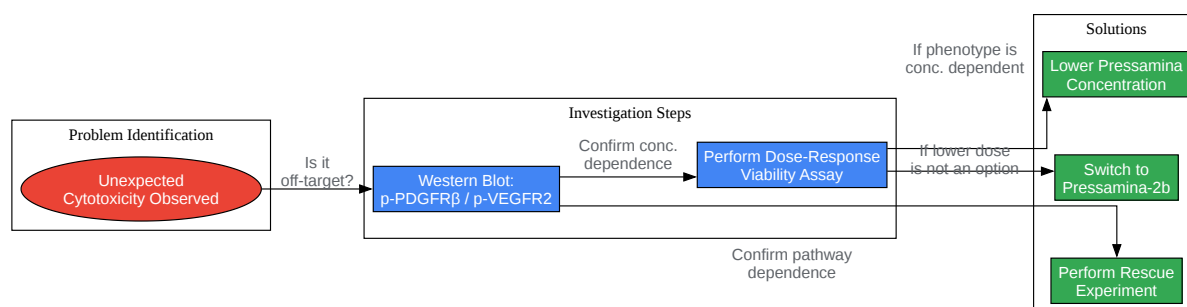 Problem Identification
Unexpected
Cytotoxicity Observed
Is it
off-target?
Investigation Steps
Western Blot:
p-PDGFRβ / p-VEGFR2
Confirm conc.
dependence
Perform Dose-Response
Viability Assay
Confirm pathway
dependence
If phenotype is
conc. dependent
If lower dose
is not an option
Solutions
Lower Pressamina
Concentration
Switch to
Pressamina-2b
Perform Rescue
Experiment